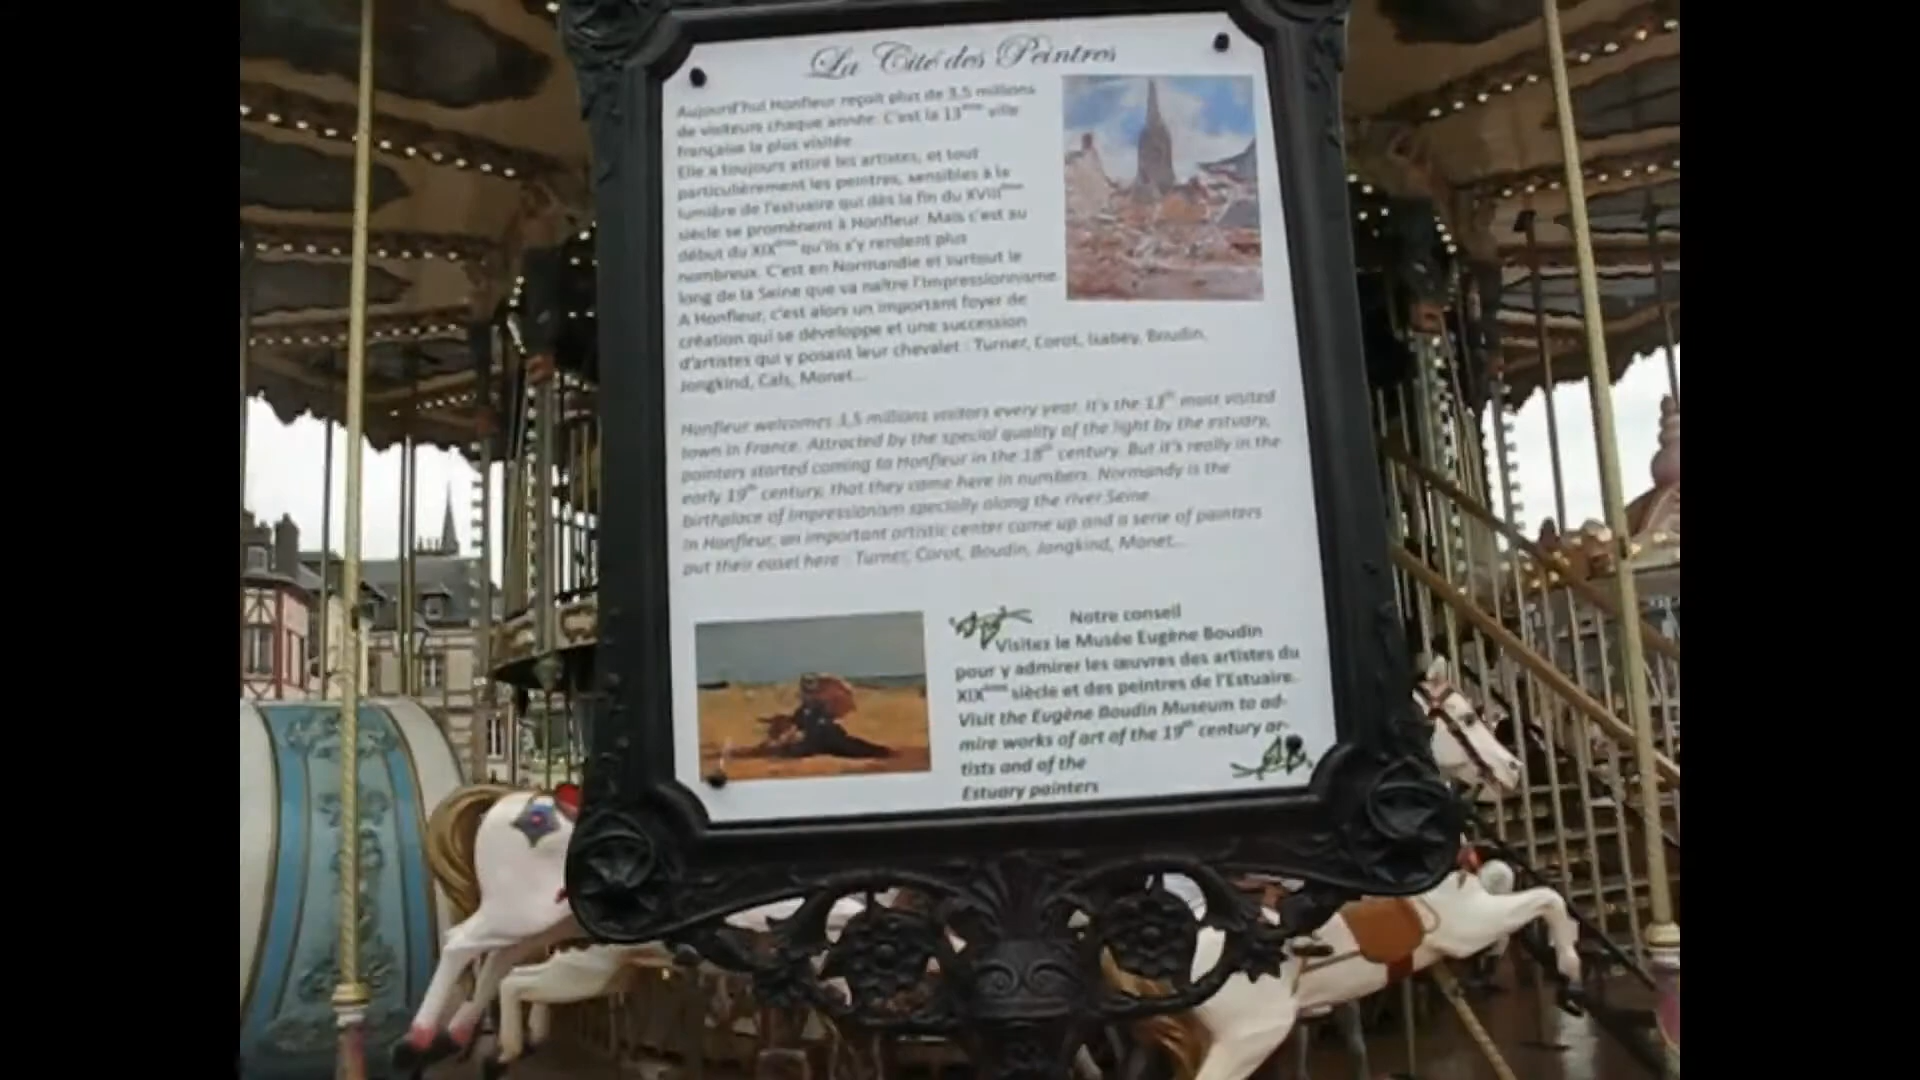 La Cité des Peintres
Aujourd'hui Honfleur reçoit plus de 3,5 millions
de visiteurs chaque année. C'est la 13ème ville
française la plus visitée
Elle a toujours attiré les artistes, et tout
particulièrement les peintres, sensibles à la
lumière de l'estuaire qui dès la fin du XVIIIème
siècle se promènent à Honfleur. Mais c'est au
début du XIXème qu'ils s'y rendent plus
nombreux. C'est en Normandie et surtout le
long de la Seine que va naître l'Impressionnisme.
A Honfleur, c'est alors un important foyer de
création qui se développe et une succession
d'artistes qui y posent leur chevalet : Turner, Corot, Isabey, Boudin,
Jongkind, Cals, Monet...
Honfleur welcomes 3,5 millions visitors every year. It's the 13th most visited
town in France. Attracted by the special quality of the light by the estuary,
painters started coming to Honfleur in the 18th century. But it's really in the
early 19th century, that they came here in numbers. Normandy is the
birthplace of Impressionism specially along the river Seine.
In Honfleur, an important artistic center came up and a serie of painters
put their easel here : Turner, Corot, Boudin, Jongkind, Monet...
Notre conseil
Visitez le Musée Eugène Boudin
pour y admirer les œuvres des artistes du
XIXème siècle et des peintres de l'Estuaire.
Visit the Eugène Boudin Museum to ad-
mire works of art of the 19th century ar-
tists and of the
Estuary painters